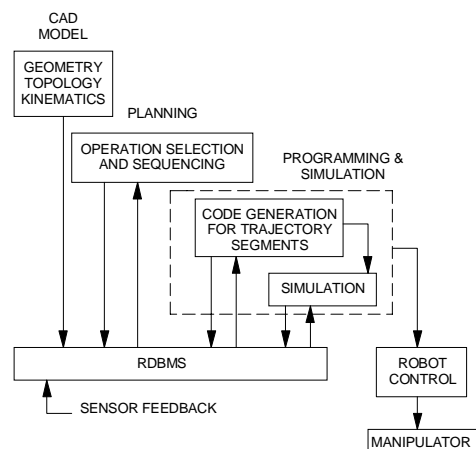 CAD
MODEL
GEOMETRY
TOPOLOGY
KINEMATICS
PLANNING
OPERATION SELECTION
AND SEQUENCING
PROGRAMMING &
SIMULATION
CODE GENERATION
FOR TRAJECTORY
SEGMENTS
SIMULATION
RDBMS
ROBOT
CONTROL
SENSOR FEEDBACK
MANIPULATOR